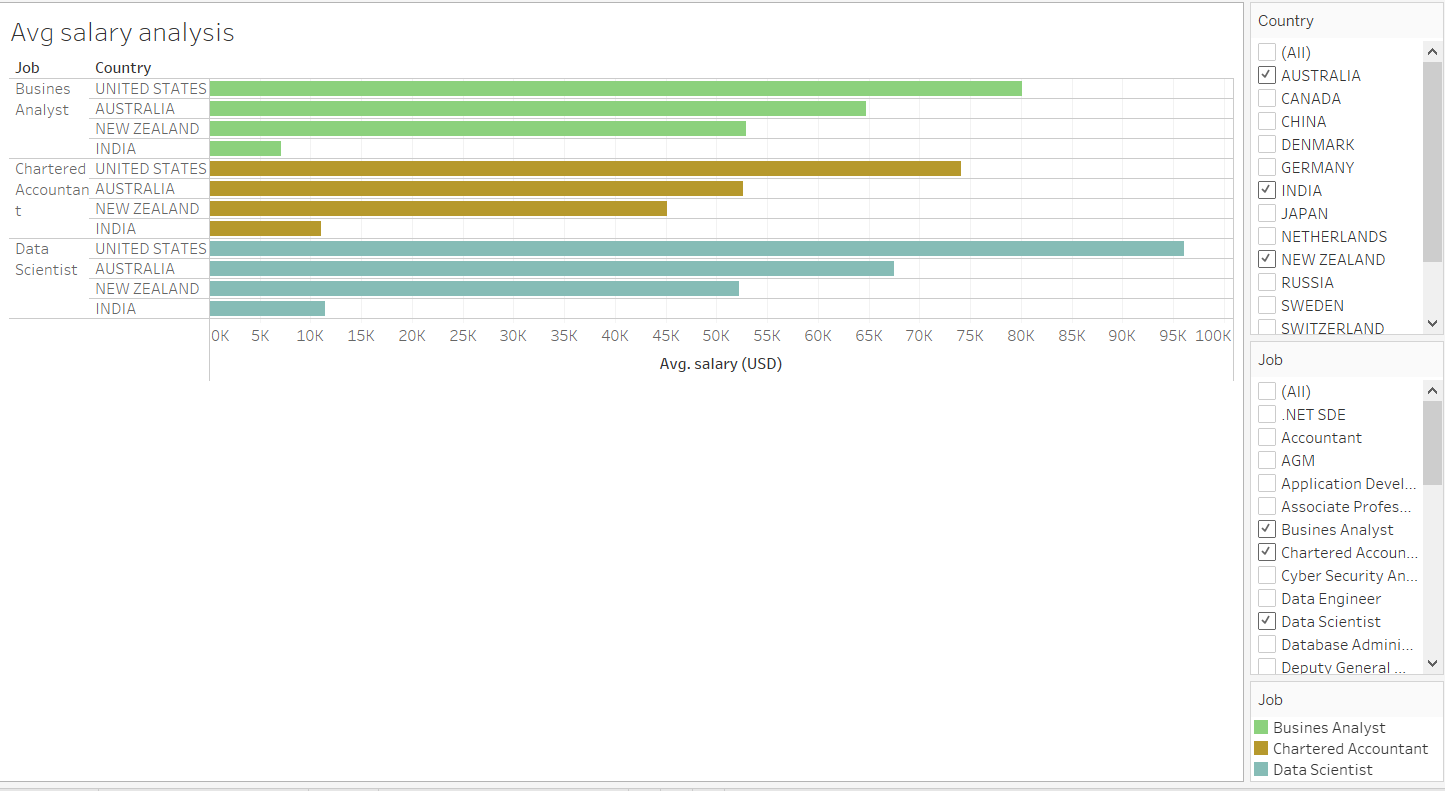 Avg salary analysis
Job Country
Busines UNITED STATES
Analyst AUSTRALIA
NEW ZEALAND
INDIA
Chartered UNITED STATES
Accountan AUSTRALIA
t NEW ZEALAND
INDIA
Data UNITED STATES
Scientist AUSTRALIA
NEW ZEALAND
INDIA
0K 5K 10K 15K 20K 25K 30K 35K 40K 45K 50K 55K 60K 65K 70K 75K 80K 85K 90K 95K 100K
Avg. salary (USD)
Country
(All)
AUSTRALIA
CANADA
CHINA
DENMARK
GERMANY
INDIA
JAPAN
NETHERLANDS
NEW ZEALAND
RUSSIA
SWEDEN
SWITZERLAND
Job
(All)
.NET SDE
Accountant
AGM
Application Devel...
Associate Profes...
Busines Analyst
Chartered Accoun...
Cyber Security An...
Data Engineer
Data Scientist
Database Admini...
Deputy General ...
Job
Busines Analyst
Chartered Accountant
Data Scientist